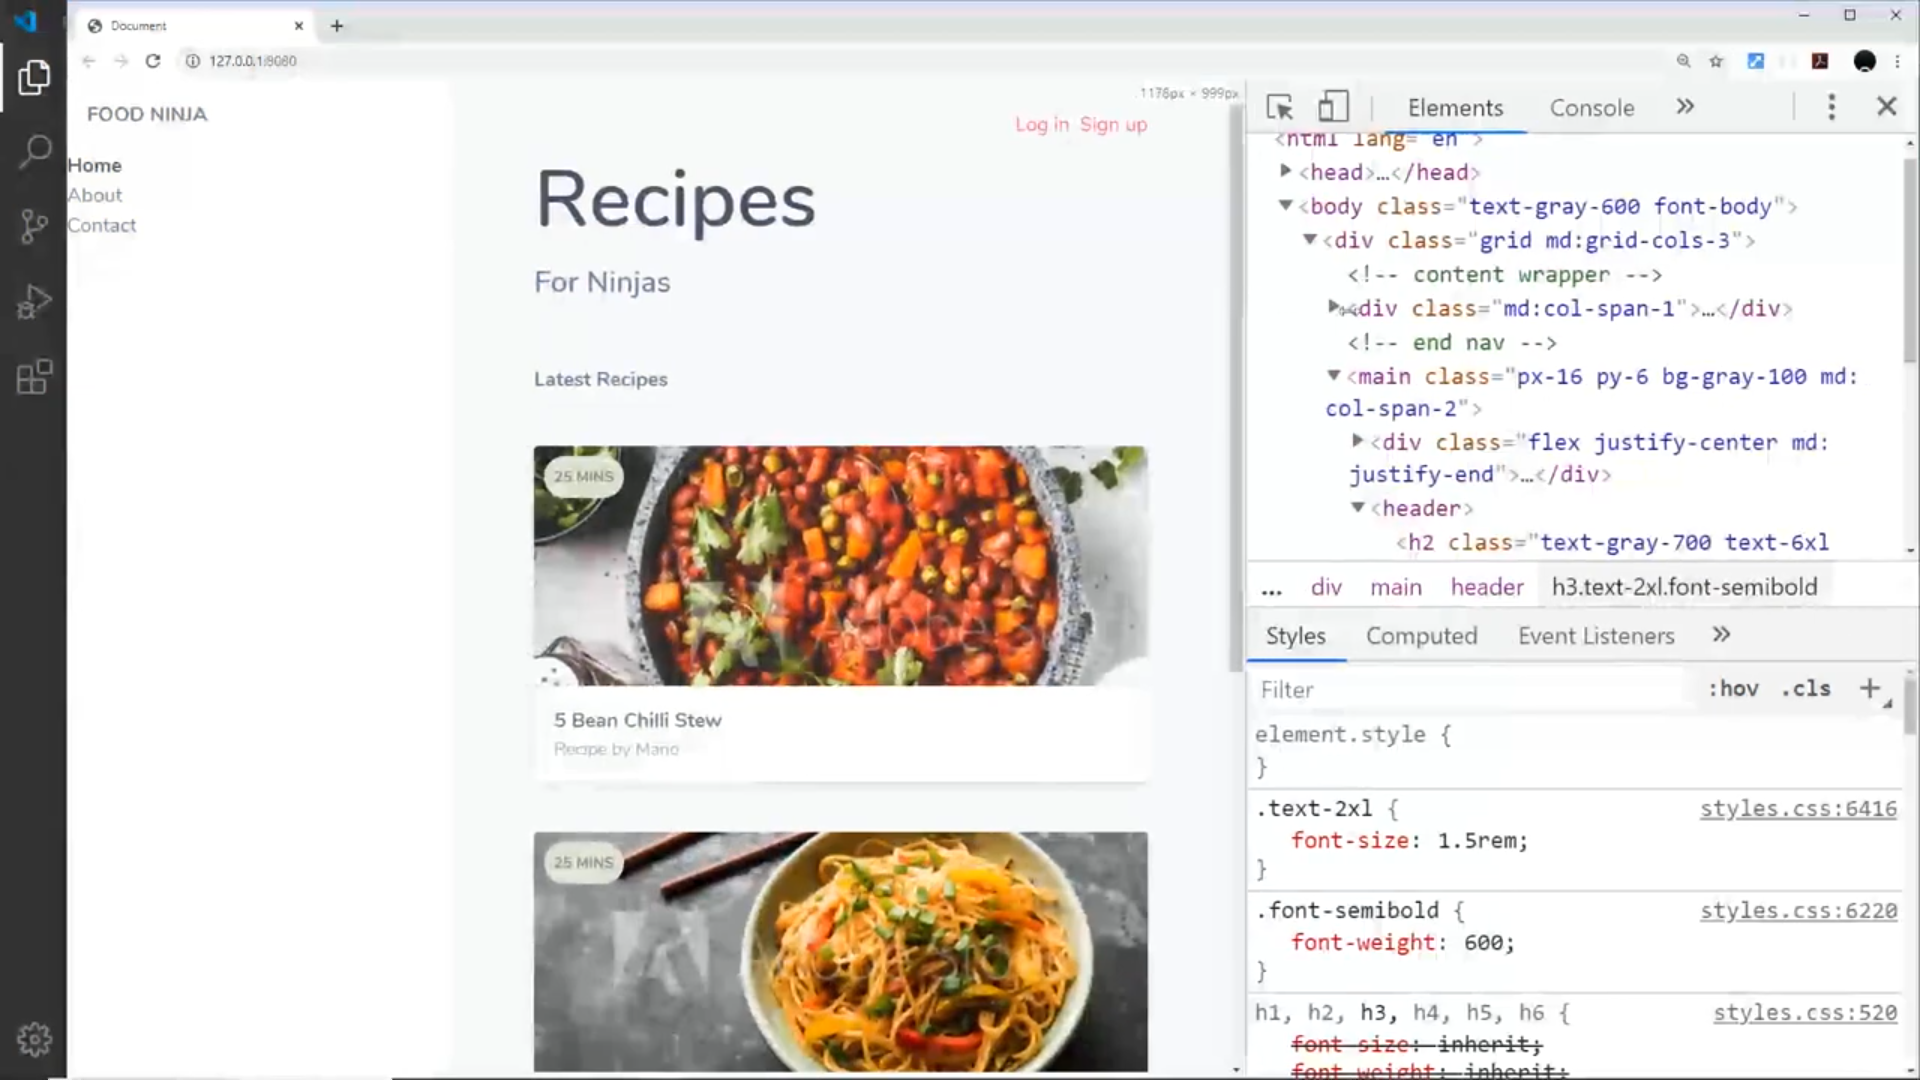 Document
127.0.0.1:8080
1176px × 999px
FOOD NINJA
Home
About
Contact
Log in Sign up
Recipes
For Ninjas
Latest Recipes
25 MINS
5 Bean Chilli Stew
Recipe by Mario
25 MINS
Elements
Console
<html lang="en">
<head>…</head>
<body class="text-gray-600 font-body">
<div class="grid md:grid-cols-3">
<!-- content wrapper -->
<div class="md:col-span-1">…</div>
<!-- end nav -->
<main class="px-16 py-6 bg-gray-100 md:
col-span-2">
<div class="flex justify-center md:
justify-end">…</div>
<header>
<h2 class="text-gray-700 text-6xl
... div main header h3.text-2xl.font-semibold
Styles Computed Event Listeners
Filter :hov .cls +
element.style {
}
.text-2xl { styles.css:6416
font-size: 1.5rem;
}
.font-semibold { styles.css:6220
font-weight: 600;
}
h1, h2, h3, h4, h5, h6 { styles.css:520
font-size: inherit;
font-weight: inherit;